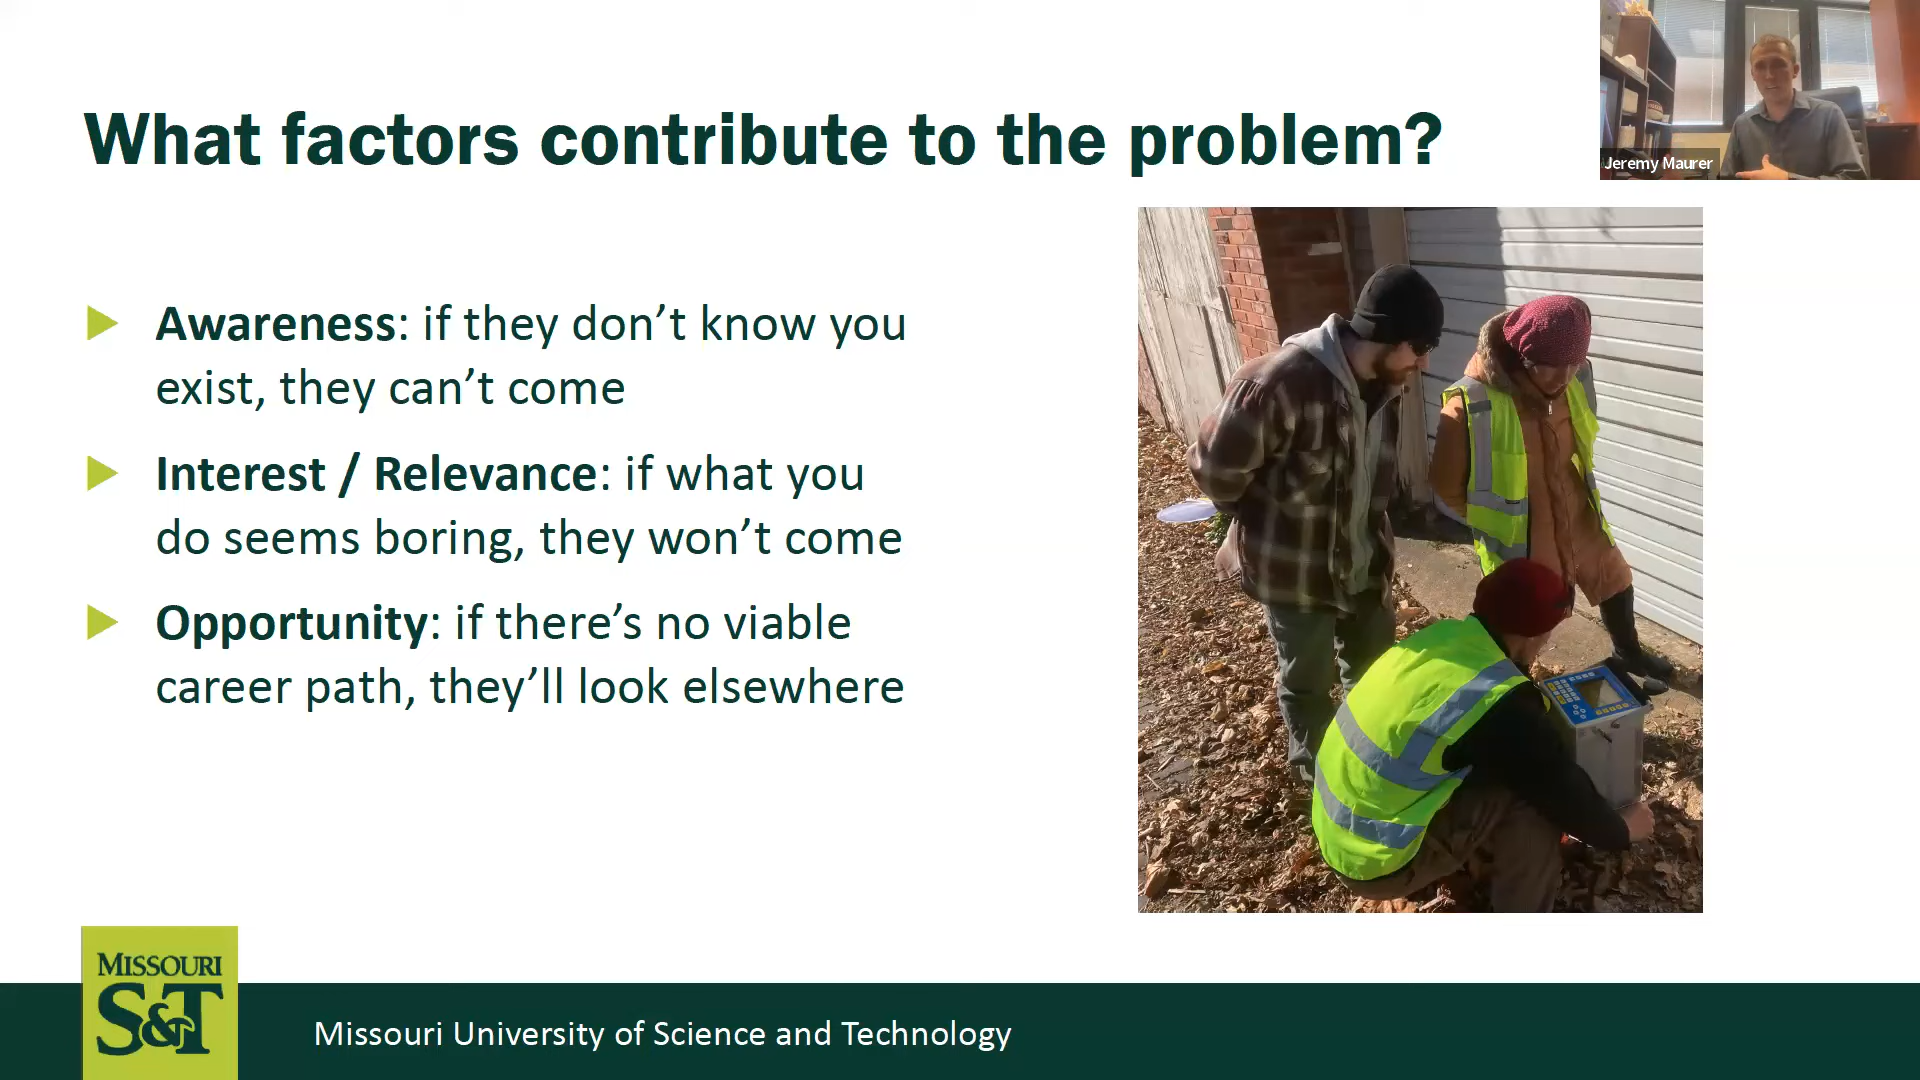 What factors contribute to the problem?
Jeremy Maurer
Awareness: if they don’t know you
exist, they can’t come
Interest / Relevance: if what you
do seems boring, they won’t come
Opportunity: if there’s no viable
career path, they’ll look elsewhere
MISSOURI
S&T
Missouri University of Science and Technology